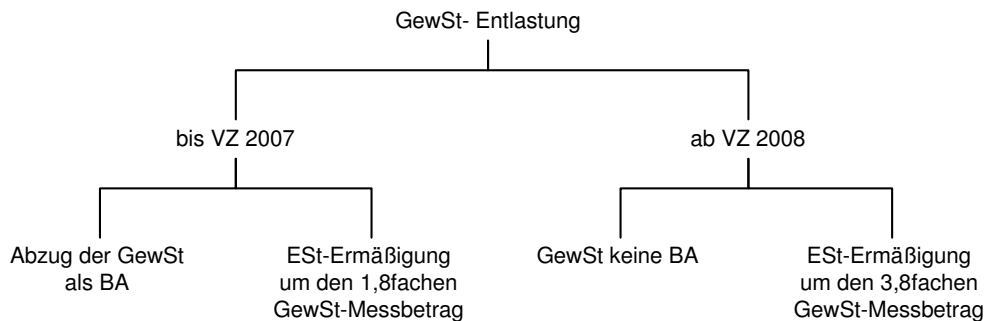 GewSt- Entlastung
bis VZ 2007
ab VZ 2008
Abzug der GewSt
als BA
ESt-Ermäßigung
um den 1,8fachen
GewSt-Messbetrag
GewSt keine BA
ESt-Ermäßigung
um den 3,8fachen
GewSt-Messbetrag